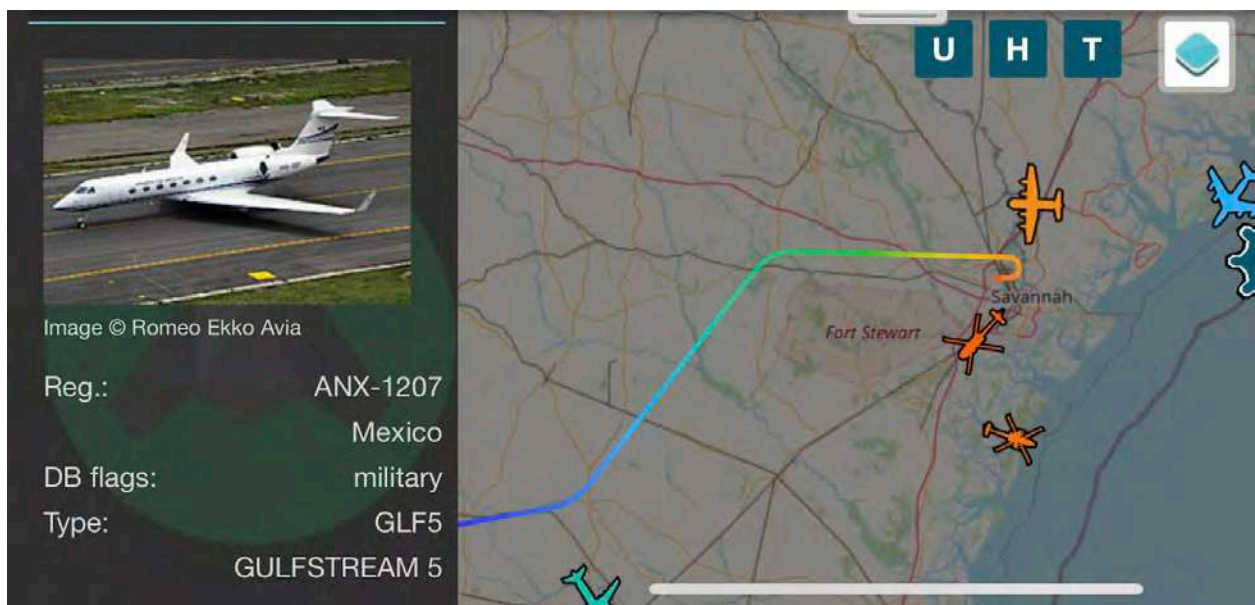 U H T
Image © Romeo Ekko Avia
Reg.: ANX-1207
Mexico
DB flags: military
Type: GLF5
GULFSTREAM 5
Savannah
Fort Stewart